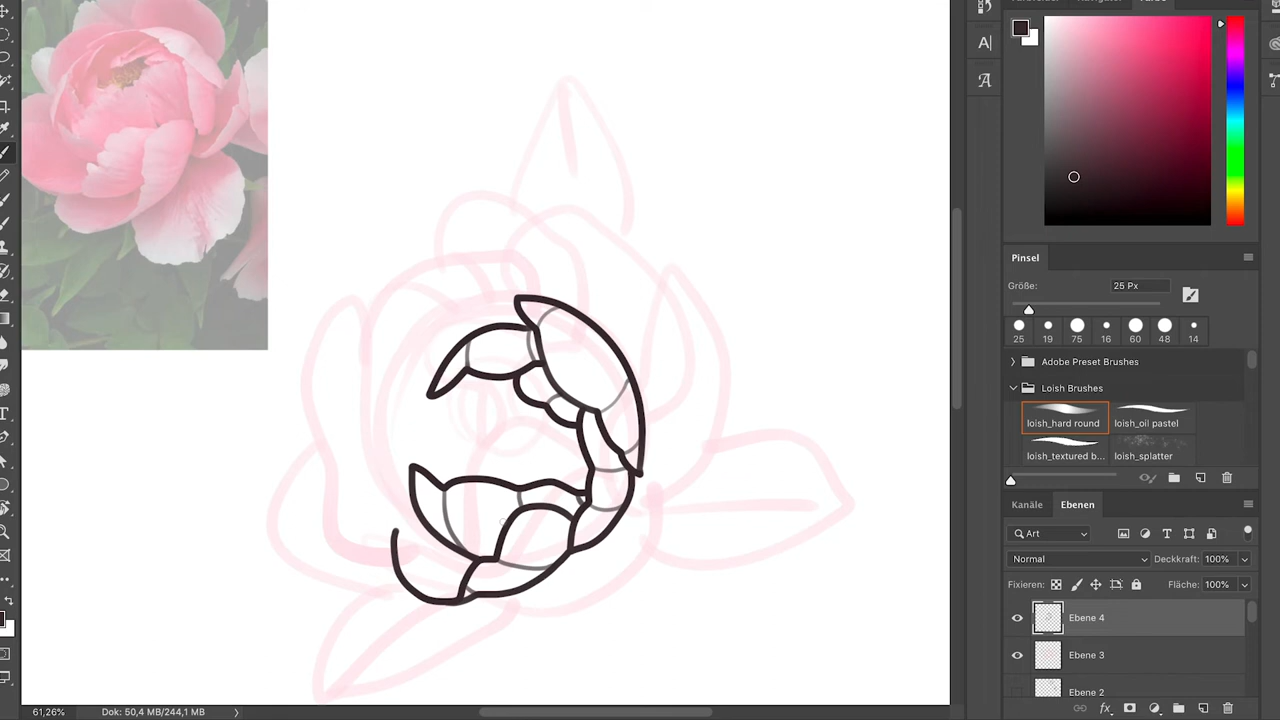 Pinsel
Größe:
25 Px
25 19 75 16 60 48 14
Adobe Preset Brushes
Loish Brushes
loish_hard round loish_oil pastel
loish_textured b... loish_splatter
Kanäle Ebenen
Art
Normal Deckkraft: 100%
Fixieren: Fläche: 100%
Ebene 4
Ebene 3
Ebene 2
61,26% Dok: 50,4 MB/244,1 MB